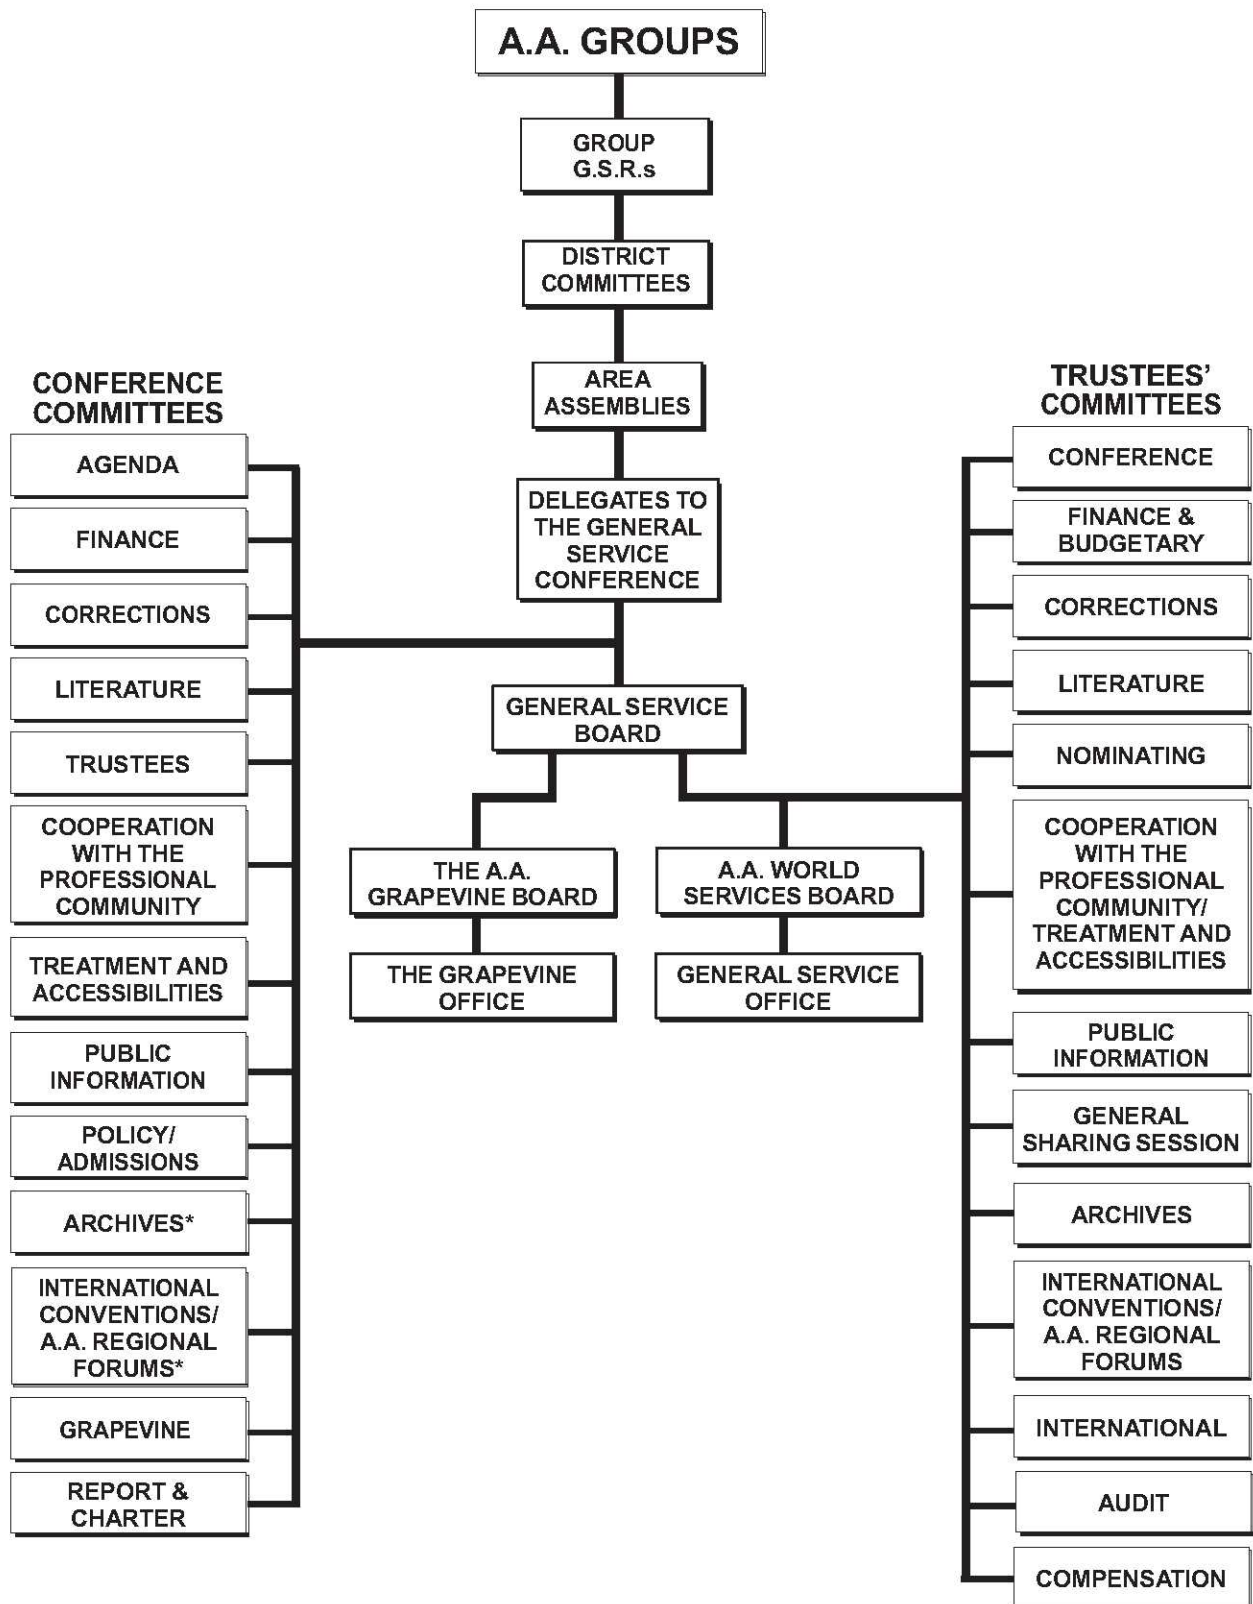 A.A. GROUPS
GROUP
G.S.R.s
DISTRICT
COMMITTEES
AREA
ASSEMBLIES
DELEGATES TO
THE GENERAL
SERVICE
CONFERENCE
GENERAL SERVICE
BOARD
THE A.A.
GRAPEVINE BOARD
THE GRAPEVINE
OFFICE
A.A. WORLD
SERVICES BOARD
GENERAL SERVICE
OFFICE
CONFERENCE
COMMITTEES
AGENDA
FINANCE
CORRECTIONS
LITERATURE
TRUSTEES
COOPERATION
WITH THE
PROFESSIONAL
COMMUNITY
TREATMENT AND
ACCESSIBILITIES
PUBLIC
INFORMATION
POLICY/
ADMISSIONS
ARCHIVES*
INTERNATIONAL
CONVENTIONS/
A.A. REGIONAL
FORUMS*
GRAPEVINE
REPORT &
CHARTER
TRUSTEES’
COMMITTEES
CONFERENCE
FINANCE &
BUDGETARY
CORRECTIONS
LITERATURE
NOMINATING
COOPERATION
WITH THE
PROFESSIONAL
COMMUNITY/
TREATMENT AND
ACCESSIBILITIES
PUBLIC
INFORMATION
GENERAL
SHARING SESSION
ARCHIVES
INTERNATIONAL
CONVENTIONS/
A.A. REGIONAL
FORUMS
INTERNATIONAL
AUDIT
COMPENSATION